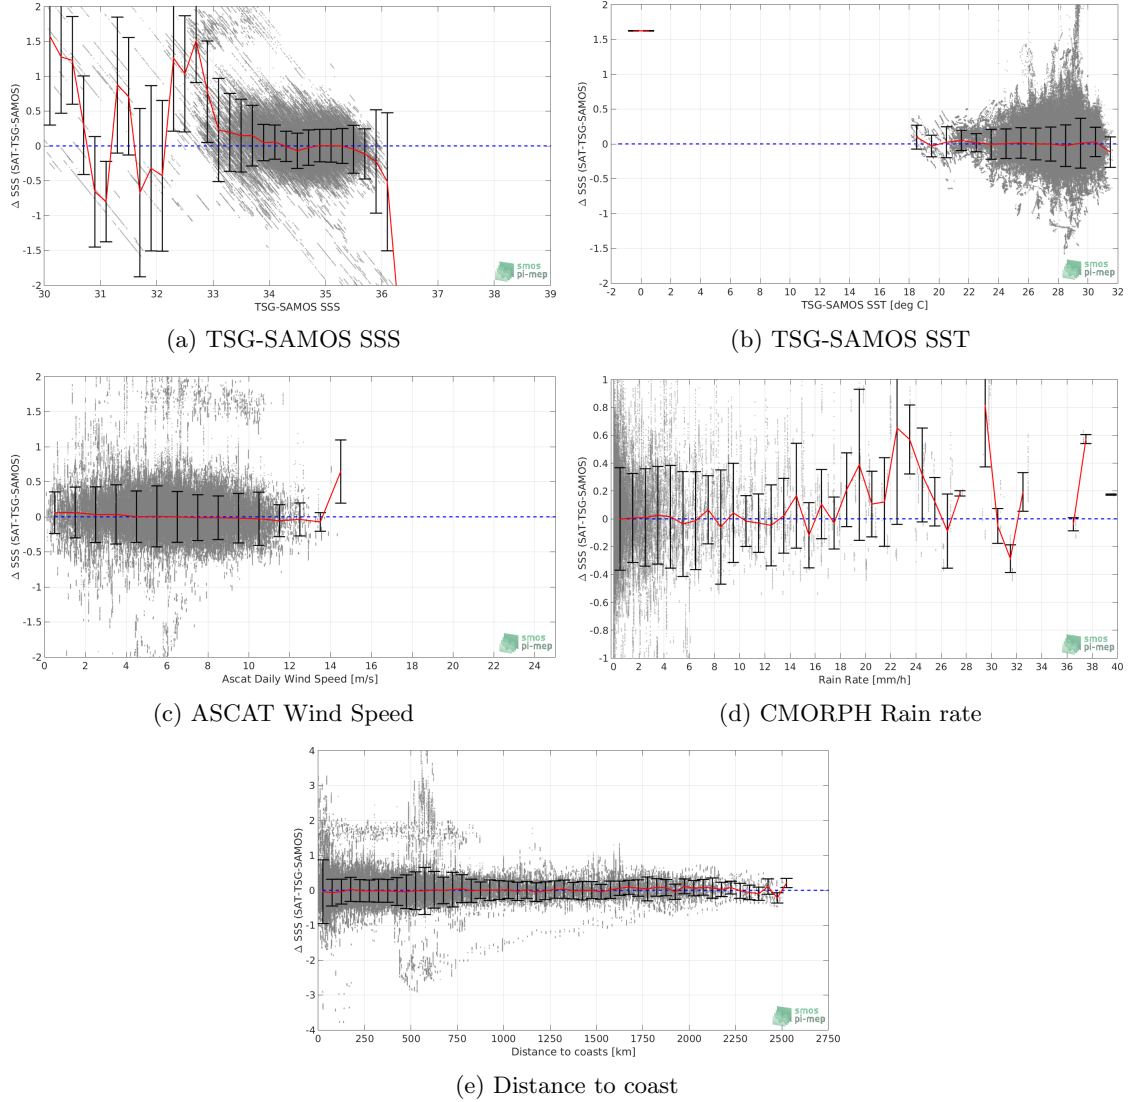 2
1.5
1
0.5
0
-0.5
-1
-1.5
-2
Δ SSS (SAT-TSG-SAMOS)
30 31 32 33 34 35 36 37 38 39
TSG-SAMOS SSS
smos
pi-mep
(a) TSG-SAMOS SSS
2
1.5
1
0.5
0
-0.5
-1
-1.5
-2
Δ SSS (SAT-TSG-SAMOS)
-2 0 2 4 6 8 10 12 14 16 18 20 22 24 26 28 30 32
TSG-SAMOS SST [deg C]
smos
pi-mep
(b) TSG-SAMOS SST
2
1.5
1
0.5
0
-0.5
-1
-1.5
-2
Δ SSS (SAT-TSG-SAMOS)
0 2 4 6 8 10 12 14 16 18 20 22 24
Ascat Daily Wind Speed [m/s]
smos
pi-mep
(c) ASCAT Wind Speed
1
0.8
0.6
0.4
0.2
0
-0.2
-0.4
-0.6
-0.8
-1
Δ SSS (SAT-TSG-SAMOS)
0 2 4 6 8 10 12 14 16 18 20 22 24 26 28 30 32 34 36 38 40
Rain Rate [mm/h]
smos
pi-mep
(d) CMORPH Rain rate
4
3
2
1
0
-1
-2
-3
-4
Δ SSS (SAT-TSG-SAMOS)
0 250 500 750 1000 1250 1500 1750 2000 2250 2500 2750
Distance to coasts [km]
smos
pi-mep
(e) Distance to coast